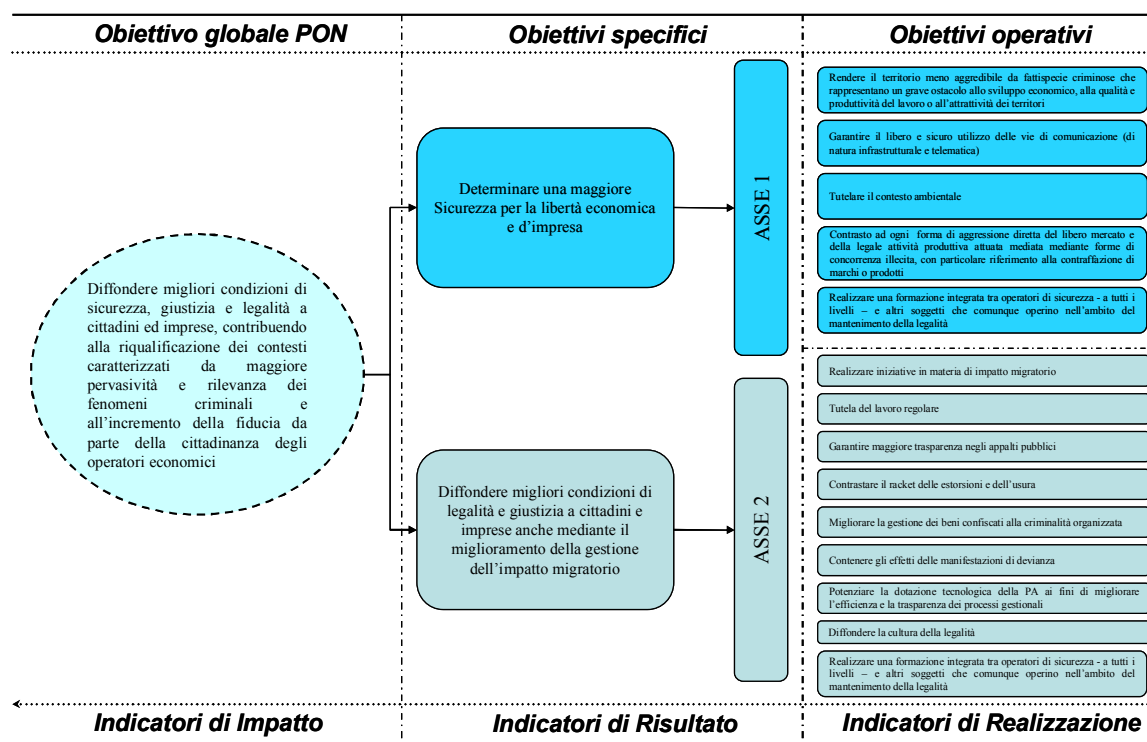 Obiettivo globale PON
Obiettivi specifici
Obiettivi operativi
Diffondere migliori condizioni di
sicurezza, giustizia e legalità a
cittadini ed imprese, contribuendo
alla riqualificazione dei contesti
caratterizzati da maggiore
pervasività e rilevanza dei
fenomeni criminali e
all'incremento della fiducia da
parte della cittadinanza degli
operatori economici
Determinare una maggiore
Sicurezza per la libertà economica
e d'impresa
ASSE 1
Rendere il territorio meno aggredibile da fattispecie criminose che
rappresentano un grave ostacolo allo sviluppo economico, alla qualità e
produttività del lavoro o all'attrattività dei territori
Garantire il libero e sicuro utilizzo delle vie di comunicazione (di
natura infrastrutturale e telematica)
Tutelare il contesto ambientale
Contrasto ad ogni forma di aggressione diretta del libero mercato e
della legale attività produttiva attuata mediata mediante forme di
concorrenza illecita, con particolare riferimento alla contraffazione di
marchi o prodotti
Realizzare una formazione integrata tra operatori di sicurezza - a tutti i
livelli – e altri soggetti che comunque operino nell'ambito del
mantenimento della legalità
Diffondere migliori condizioni di
legalità e giustizia a cittadini e
imprese anche mediante il
miglioramento della gestione
dell'impatto migratorio
ASSE 2
Realizzare iniziative in materia di impatto migratorio
Tutela del lavoro regolare
Garantire maggiore trasparenza negli appalti pubblici
Contrastare il racket delle estorsioni e dell'usura
Migliorare la gestione dei beni confiscati alla criminalità organizzata
Contenere gli effetti delle manifestazioni di devianza
Potenziare la dotazione tecnologica della PA ai fini di migliorare
l'efficienza e la trasparenza dei processi gestionali
Diffondere la cultura della legalità
Realizzare una formazione integrata tra operatori di sicurezza - a tutti i
livelli – e altri soggetti che comunque operino nell'ambito del
mantenimento della legalità
Indicatori di Impatto
Indicatori di Risultato
Indicatori di Realizzazione